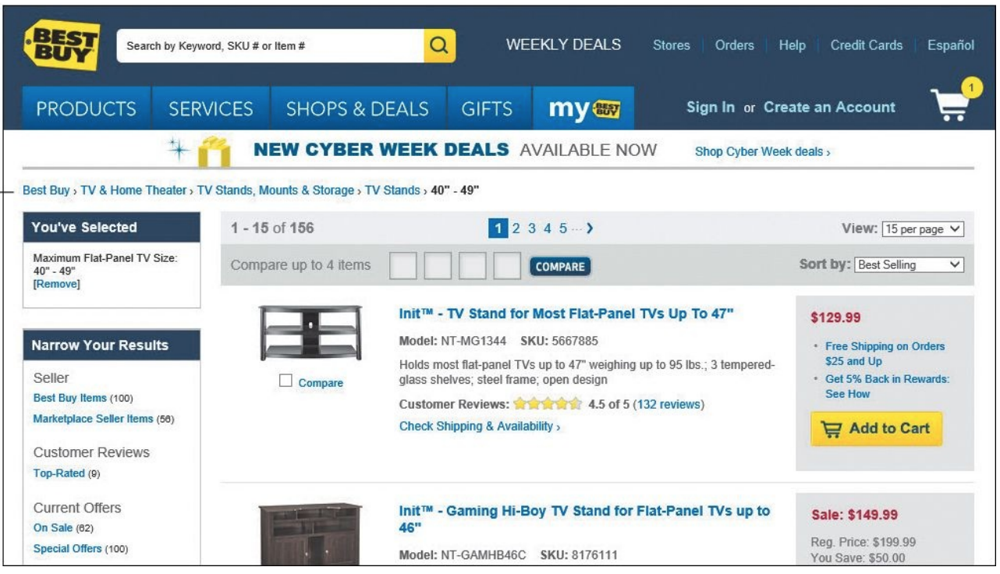 BEST BUY
Search by Keyword, SKU # or Item #
WEEKLY DEALS
Stores | Orders | Help | Credit Cards | Español
PRODUCTS
SERVICES
SHOPS & DEALS
GIFTS
my BEST BUY
Sign In or Create an Account
1
NEW CYBER WEEK DEALS AVAILABLE NOW
Shop Cyber Week deals ›
Best Buy › TV & Home Theater › TV Stands, Mounts & Storage › TV Stands › 40" - 49"
You've Selected
Maximum Flat-Panel TV Size:
40" - 49"
[Remove]
Narrow Your Results
Seller
Best Buy Items (100)
Marketplace Seller Items (56)
Customer Reviews
Top-Rated (9)
Current Offers
On Sale (62)
Special Offers (100)
1 - 15 of 156
1 2 3 4 5 ... ›
View: 15 per page
Compare up to 4 items
COMPARE
Sort by: Best Selling
Compare
Init™ - TV Stand for Most Flat-Panel TVs Up To 47"
Model: NT-MG1344 SKU: 5667885
Holds most flat-panel TVs up to 47" weighing up to 95 lbs.; 3 tempered-
glass shelves; steel frame; open design
Customer Reviews: 4.5 of 5 (132 reviews)
Check Shipping & Availability ›
$129.99
• Free Shipping on Orders
$25 and Up
• Get 5% Back in Rewards:
See How
Add to Cart
Init™ - Gaming Hi-Boy TV Stand for Flat-Panel TVs up to
46"
Model: NT-GAMHB46C SKU: 8176111
Sale: $149.99
Reg. Price: $199.99
You Save: $50.00